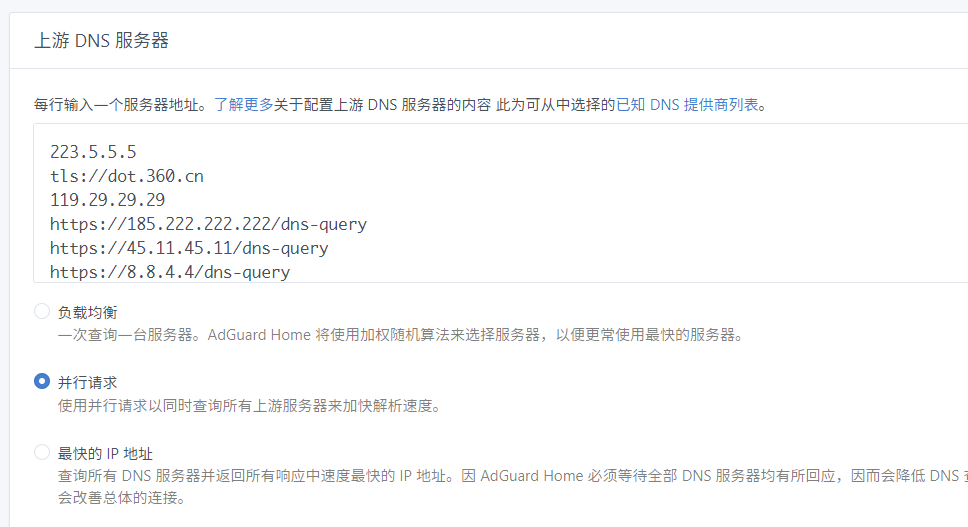 上游 DNS 服务器
每行输入一个服务器地址。了解更多关于配置上游 DNS 服务器的内容 此为可从中选择的已知 DNS 提供商列表。
223.5.5.5
tls://dot.360.cn
119.29.29.29
https://185.222.222.222/dns-query
https://45.11.45.11/dns-query
https://8.8.4.4/dns-query
负载均衡
一次查询一台服务器。AdGuard Home 将使用加权随机算法来选择服务器，以便更常使用最快的服务器。
并行请求
使用并行请求以同时查询所有上游服务器来加快解析速度。
最快的 IP 地址
查询所有 DNS 服务器并返回所有响应中速度最快的 IP 地址。因 AdGuard Home 必须等待全部 DNS 服务器均有所回应，因而会降低 DNS
会改善总体的连接。